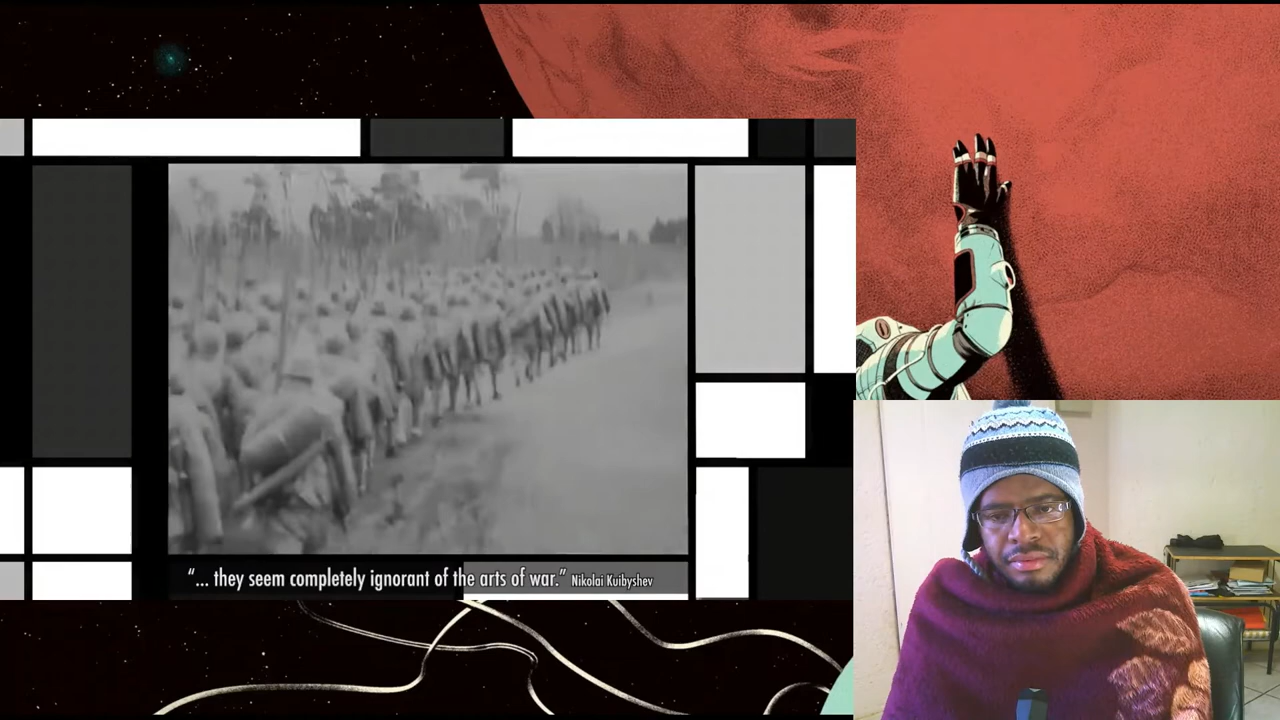 “... they seem completely ignorant of the arts of war.” Nikolai Kuibyshev